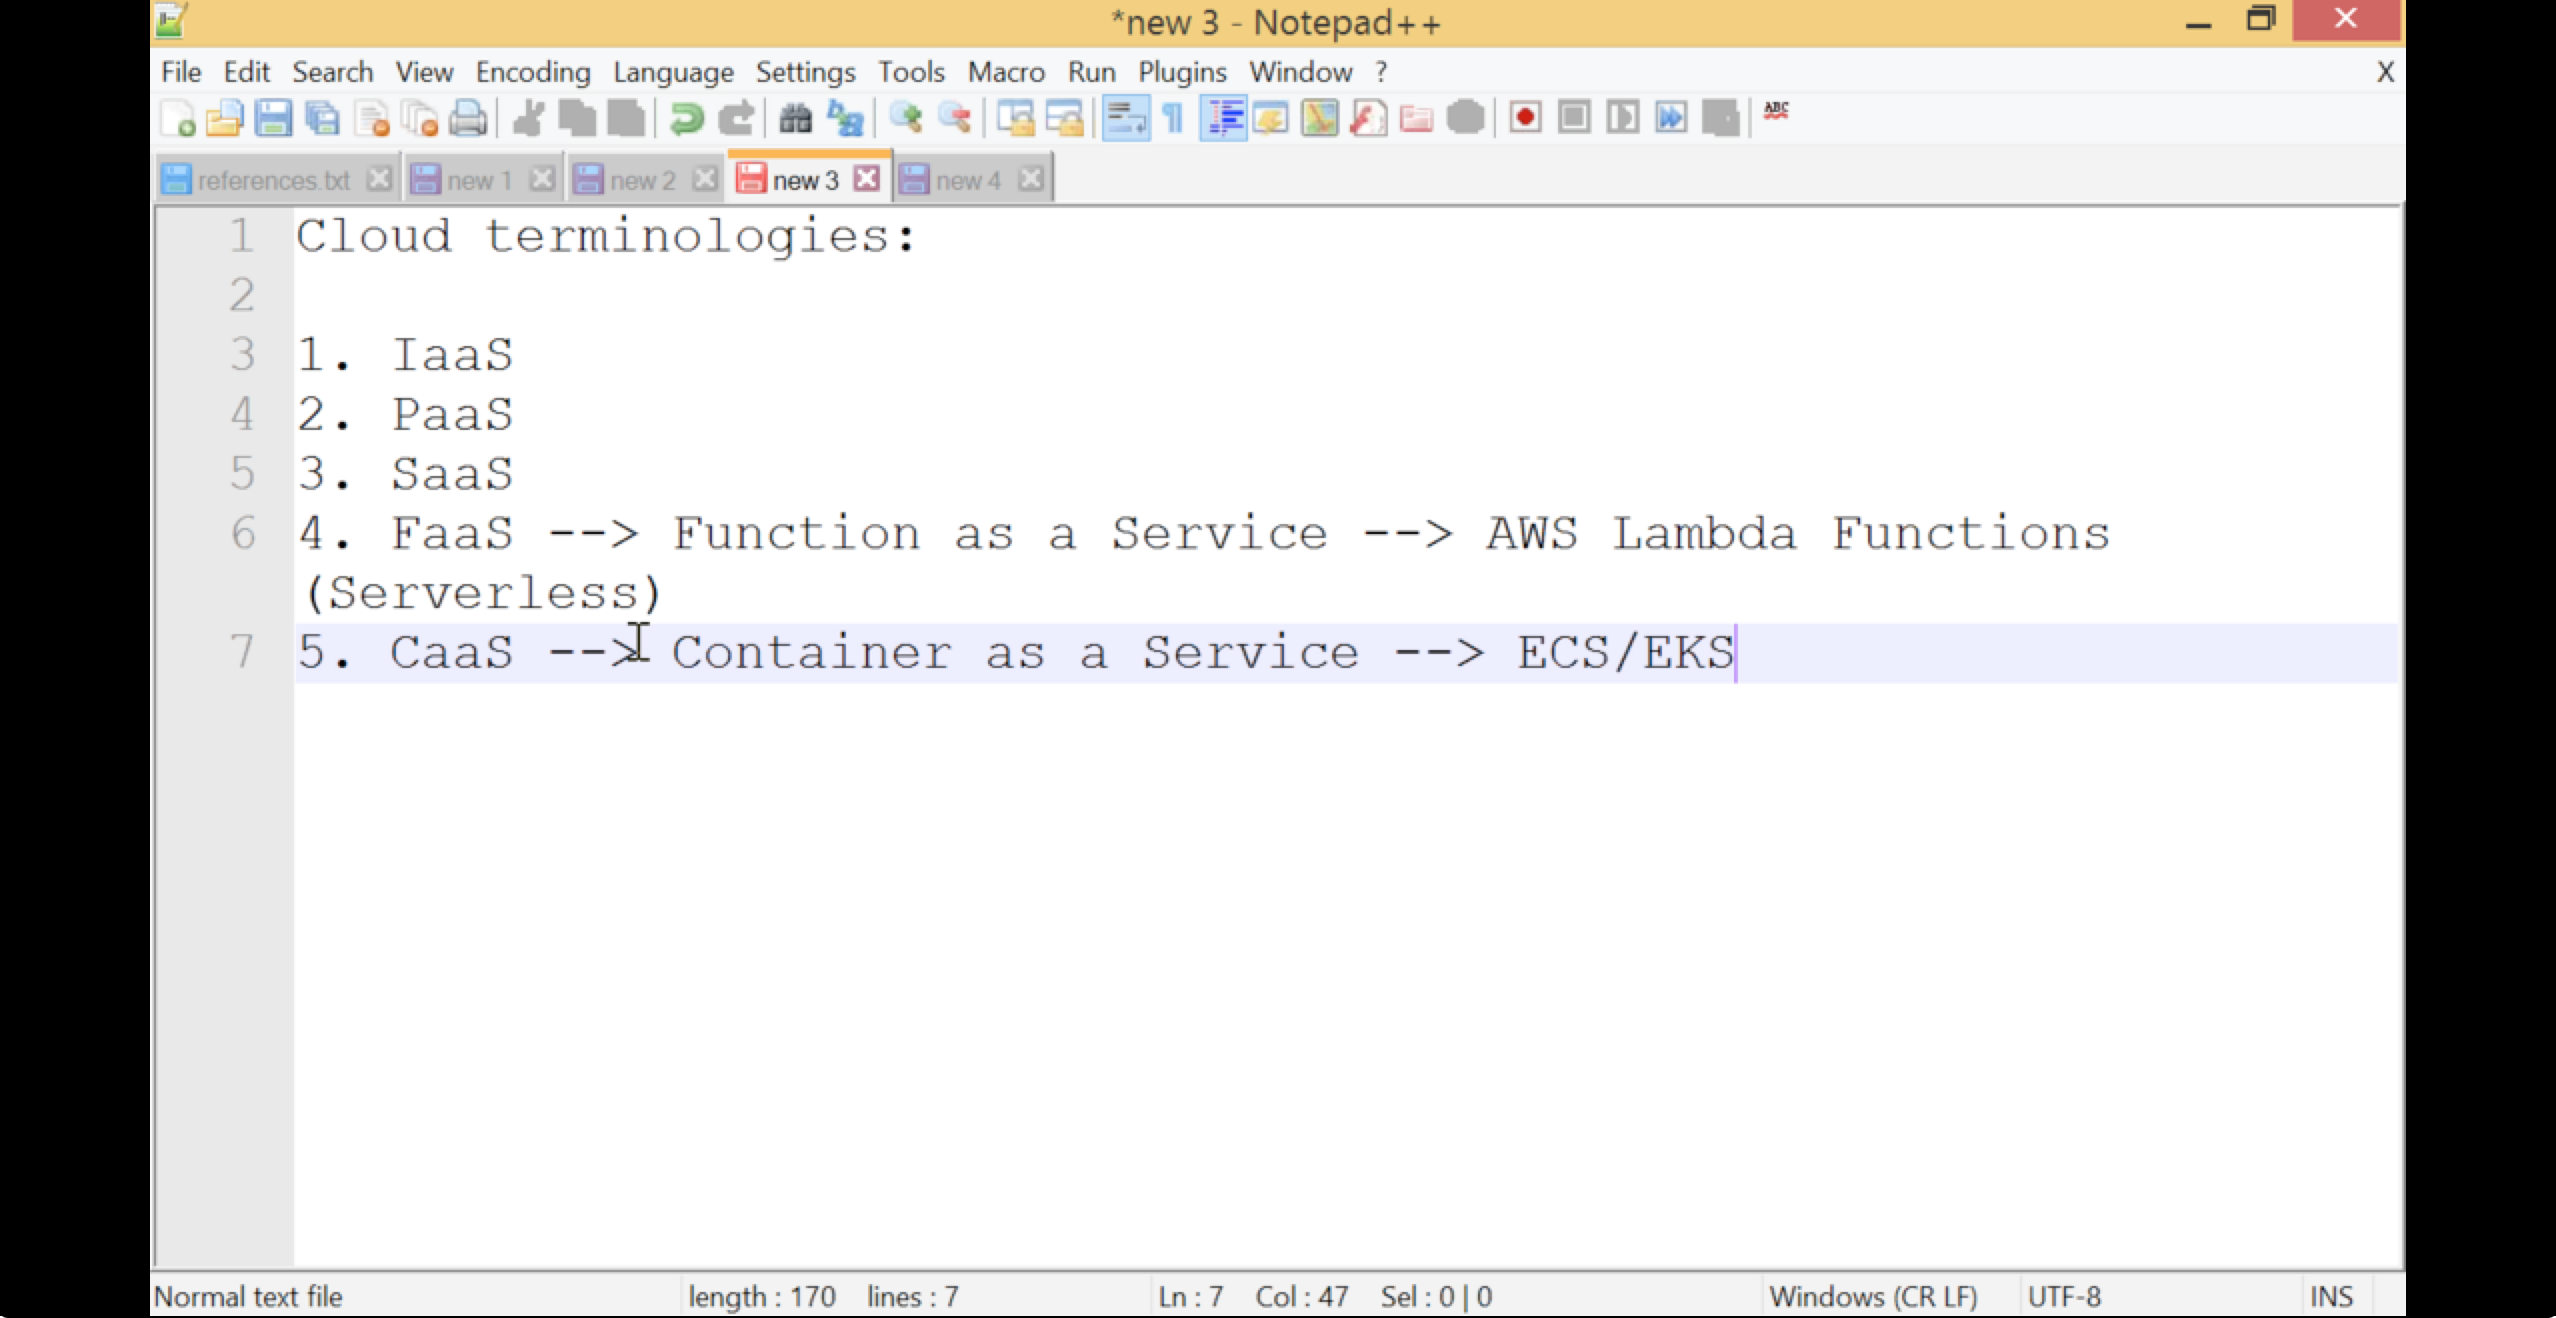 *new 3 - Notepad++
File Edit Search View Encoding Language Settings Tools Macro Run Plugins Window ? X
ABC
references.txt new 1 new 2 new 3 new 4
1 Cloud terminologies:
2
3 1. IaaS
4 2. PaaS
5 3. SaaS
6 4. FaaS --> Function as a Service --> AWS Lambda Functions
(Serverless)
7 5. CaaS --> Container as a Service --> ECS/EKS
Normal text file length : 170 lines : 7 Ln : 7 Col : 47 Sel : 0 | 0 Windows (CR LF) UTF-8 INS